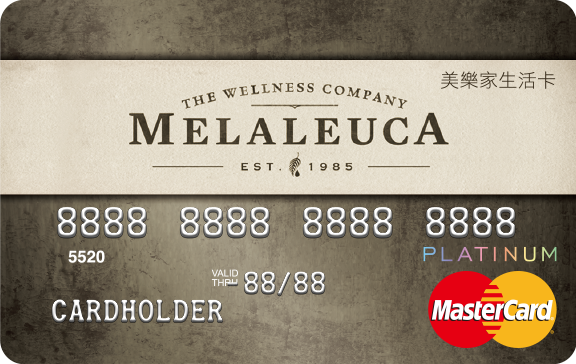 美樂家生活卡
THE WELLNESS COMPANY
MELALEUCA
EST. 1985
8888 8888 8888 8888
5520
PLATINUM
VALID
THRU 88/88
CARDHOLDER
MasterCard